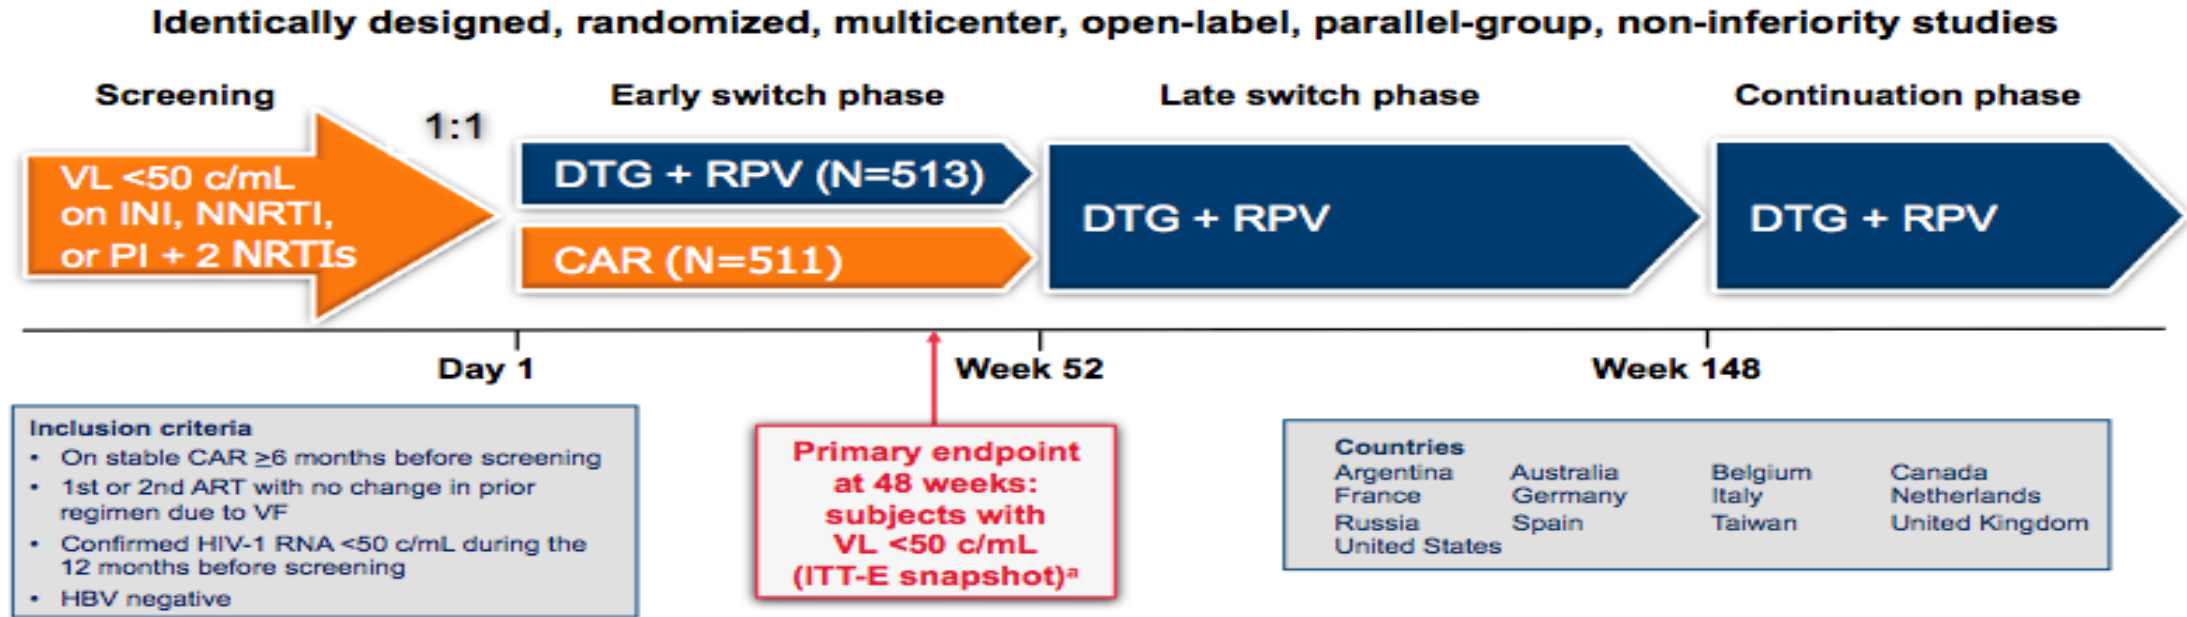 Identically designed, randomized, multicenter, open-label, parallel-group, non-inferiority studies
Screening
Early switch phase
Late switch phase
Continuation phase
1:1
VL <50 c/mL
on INI, NNRTI,
or PI + 2 NRTIs
DTG + RPV (N=513)
CAR (N=511)
DTG + RPV
DTG + RPV
Day 1
Week 52
Week 148
Inclusion criteria
• On stable CAR ≥6 months before screening
• 1st or 2nd ART with no change in prior
regimen due to VF
• Confirmed HIV-1 RNA <50 c/mL during the
12 months before screening
• HBV negative
Primary endpoint
at 48 weeks:
subjects with
VL <50 c/mL
(ITT-E snapshot)ᵃ
Countries
Argentina Australia Belgium Canada
France Germany Italy Netherlands
Russia Spain Taiwan United Kingdom
United States